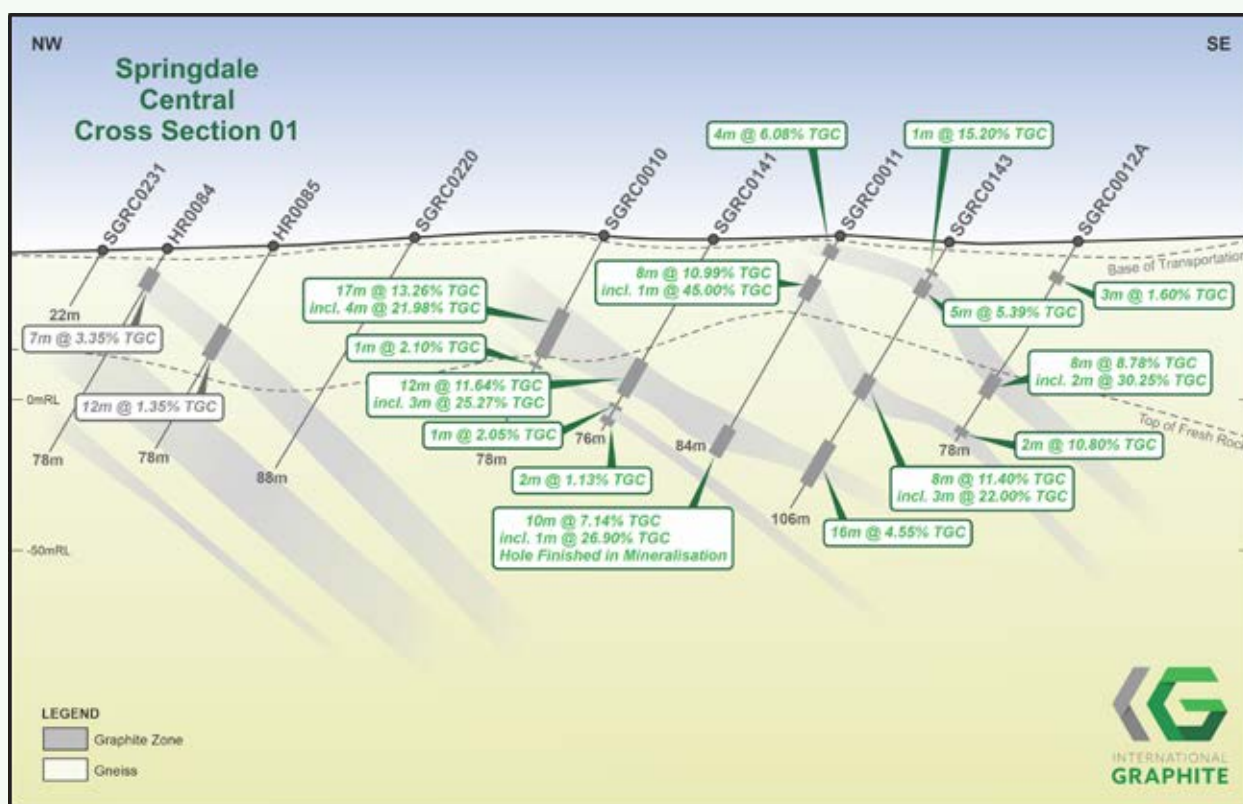 NW
SE
Springdale
Central
Cross Section 01
SGRC0231
HR0084
HR0085
SGRC0220
SGRC0010
SGRC0141
SGRC0011
SGRC0143
SGRC0012A
4m @ 6.08% TGC
1m @ 15.20% TGC
Base of Transportation
8m @ 10.99% TGC
incl. 1m @ 45.00% TGC
3m @ 1.60% TGC
17m @ 13.26% TGC
incl. 4m @ 21.98% TGC
5m @ 5.39% TGC
22m
7m @ 3.35% TGC
1m @ 2.10% TGC
8m @ 8.78% TGC
incl. 2m @ 30.25% TGC
12m @ 11.64% TGC
incl. 3m @ 25.27% TGC
0mRL
12m @ 1.35% TGC
1m @ 2.05% TGC
Top of Fresh Rock
2m @ 10.80% TGC
78m
78m
88m
78m
76m
84m
106m
78m
2m @ 1.13% TGC
8m @ 11.40% TGC
incl. 3m @ 22.00% TGC
10m @ 7.14% TGC
incl. 1m @ 26.90% TGC
Hole Finished in Mineralisation
16m @ 4.55% TGC
-50mRL
LEGEND
Graphite Zone
Gneiss
INTERNATIONAL
GRAPHITE